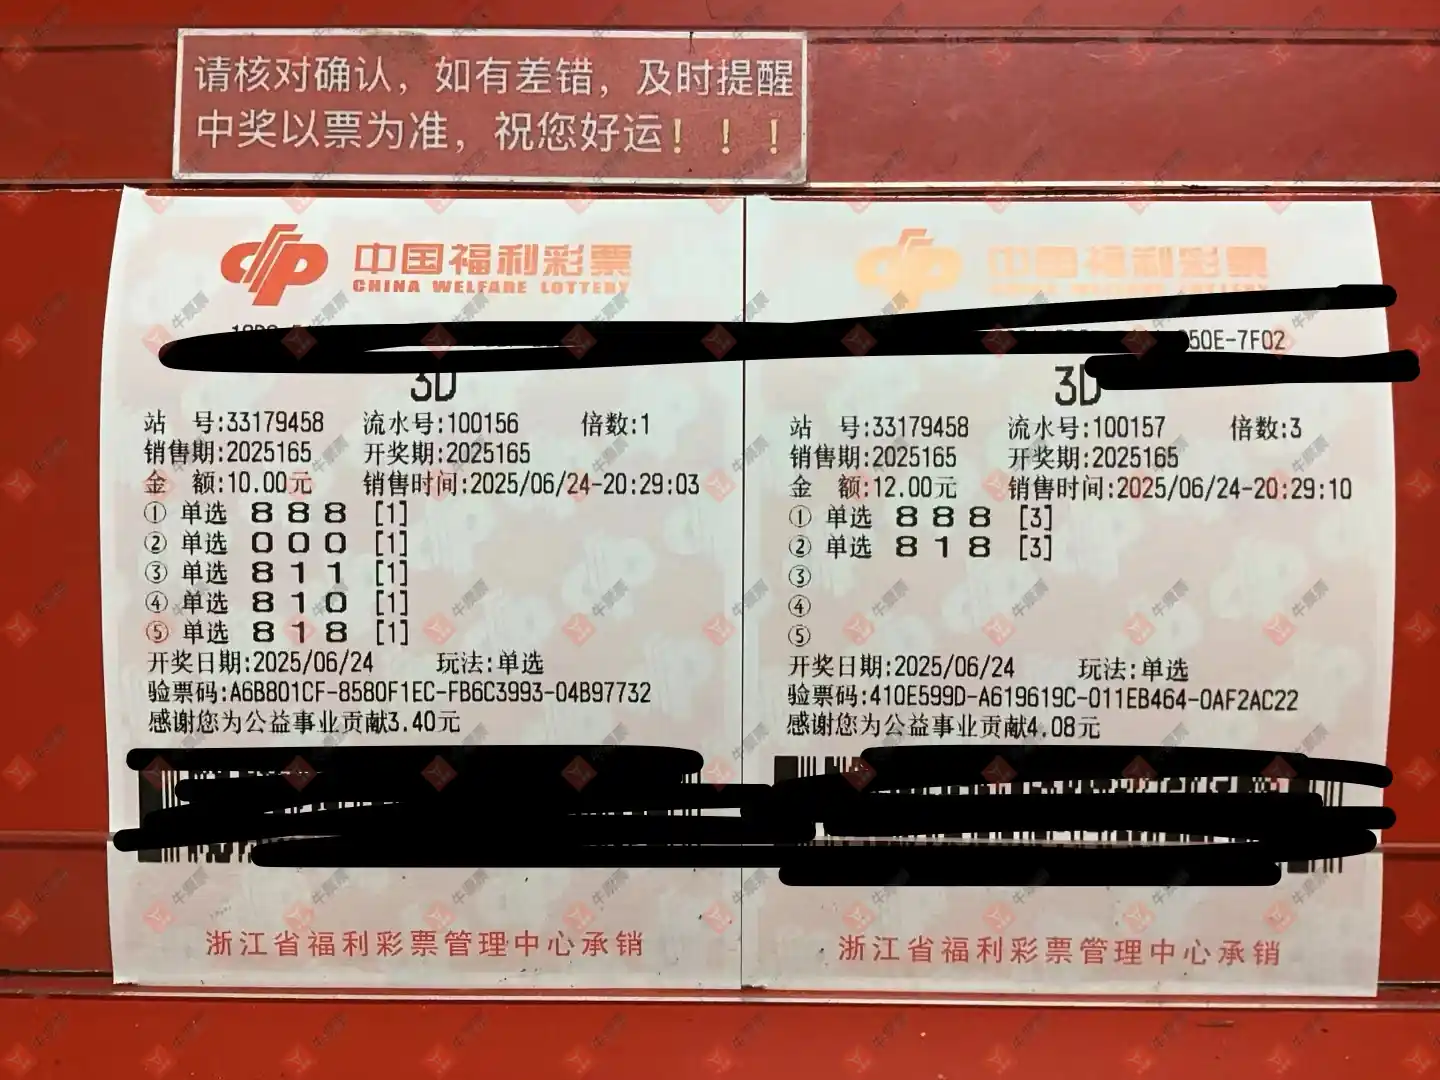 请核对确认，如有差错，及时提醒
中奖以票为准，祝您好运！！！
中国福利彩票
CHINA WELFARE LOTTERY
3D
站 号:33179458 流水号:100156 倍数:1
销售期:2025165 开奖期:2025165
金 额:10.00元 销售时间:2025/06/24-20:29:03
① 单选 8 8 8 [1]
② 单选 0 0 0 [1]
③ 单选 8 1 1 [1]
④ 单选 8 1 0 [1]
⑤ 单选 8 1 8 [1]
开奖日期:2025/06/24 玩法:单选
验票码:A6B801CF-8580F1EC-FB6C3993-04B97732
感谢您为公益事业贡献3.40元
浙江省福利彩票管理中心承销
中国福利彩票
CHINA WELFARE LOTTERY
50E-7F02
3D
站 号:33179458 流水号:100157 倍数:3
销售期:2025165 开奖期:2025165
金 额:12.00元 销售时间:2025/06/24-20:29:10
① 单选 8 8 8 [3]
② 单选 8 1 8 [3]
③
④
⑤
开奖日期:2025/06/24 玩法:单选
验票码:410E599D-A619619C-011EB464-0AF2AC22
感谢您为公益事业贡献4.08元
浙江省福利彩票管理中心承销
牛票票